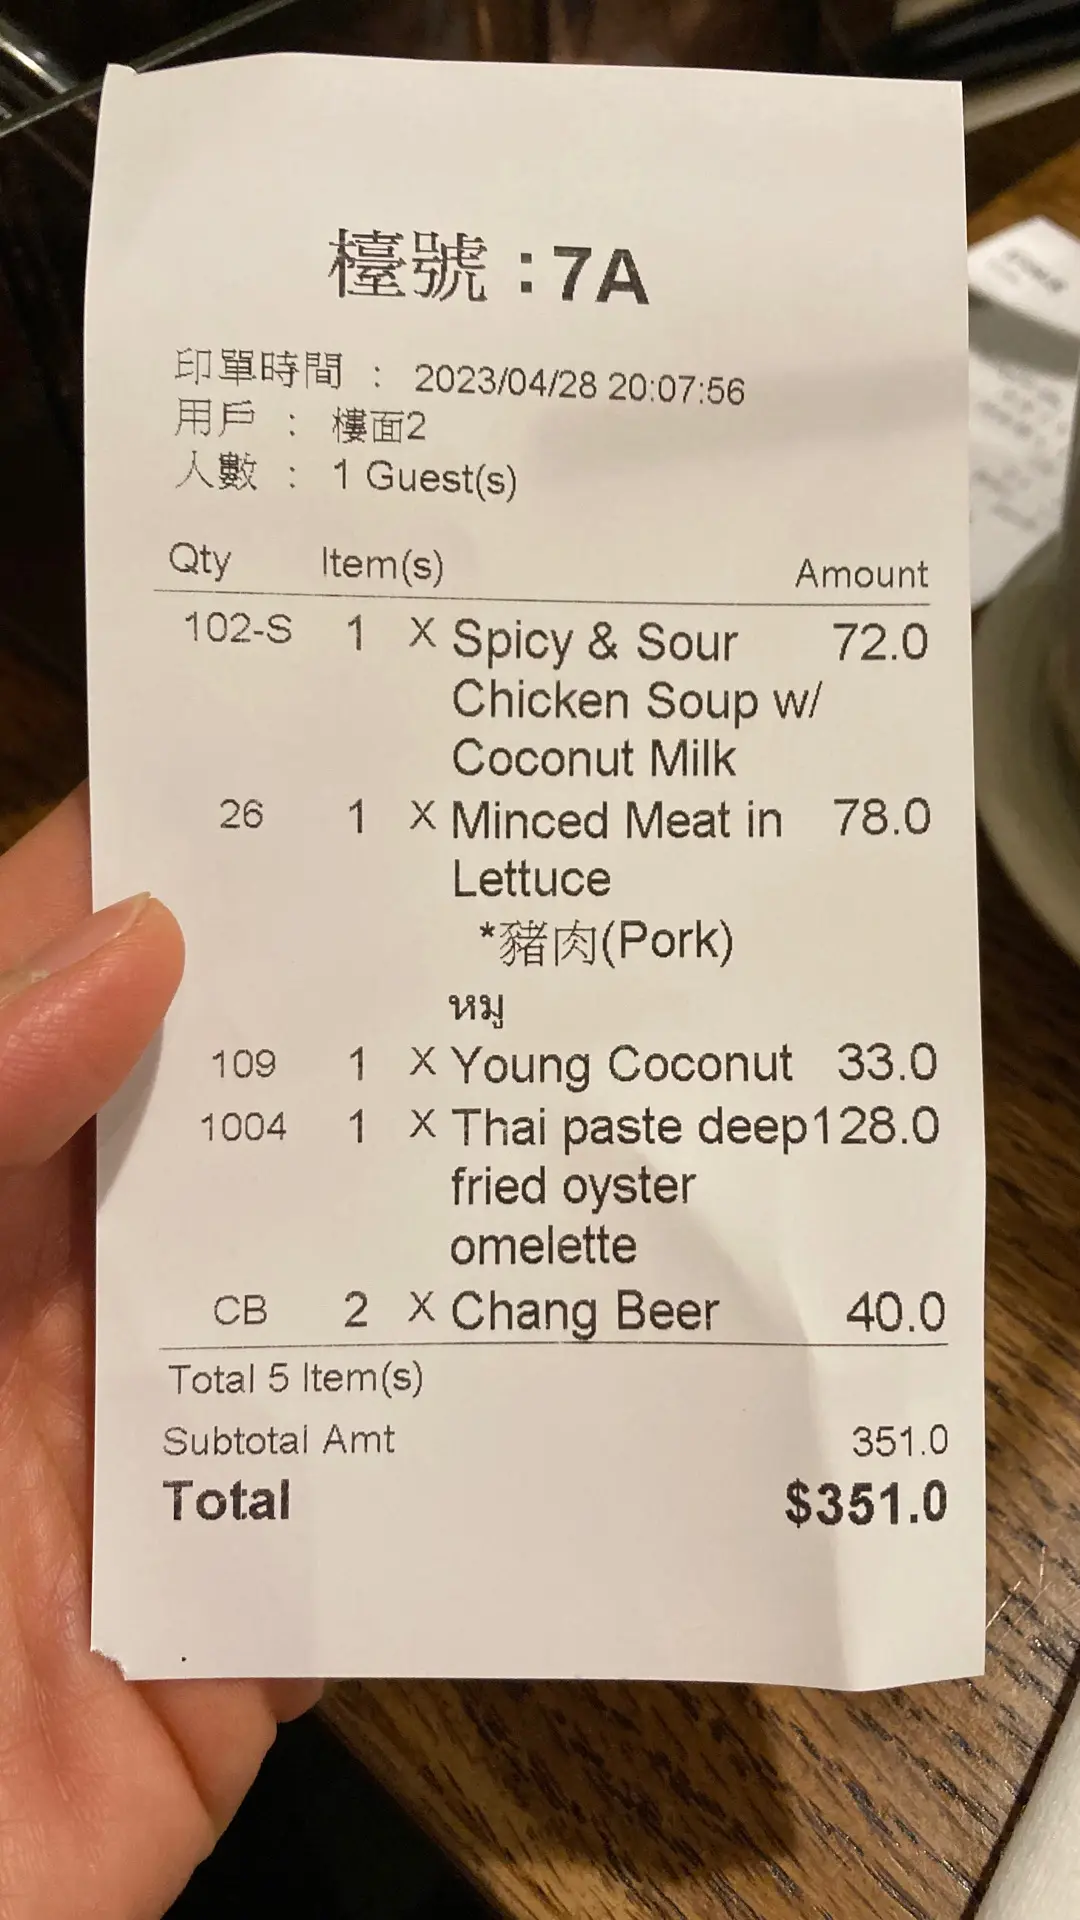 檯號 :7A
印單時間 : 2023/04/28 20:07:56
用戶 : 樓面2
人數 : 1 Guest(s)
Qty Item(s) Amount
102-S 1 X Spicy & Sour 72.0
Chicken Soup w/
Coconut Milk
26 1 X Minced Meat in 78.0
Lettuce
*豬肉(Pork)
หมู
109 1 X Young Coconut 33.0
1004 1 X Thai paste deep 128.0
fried oyster
omelette
CB 2 X Chang Beer 40.0
Total 5 Item(s)
Subtotal Amt 351.0
Total $351.0